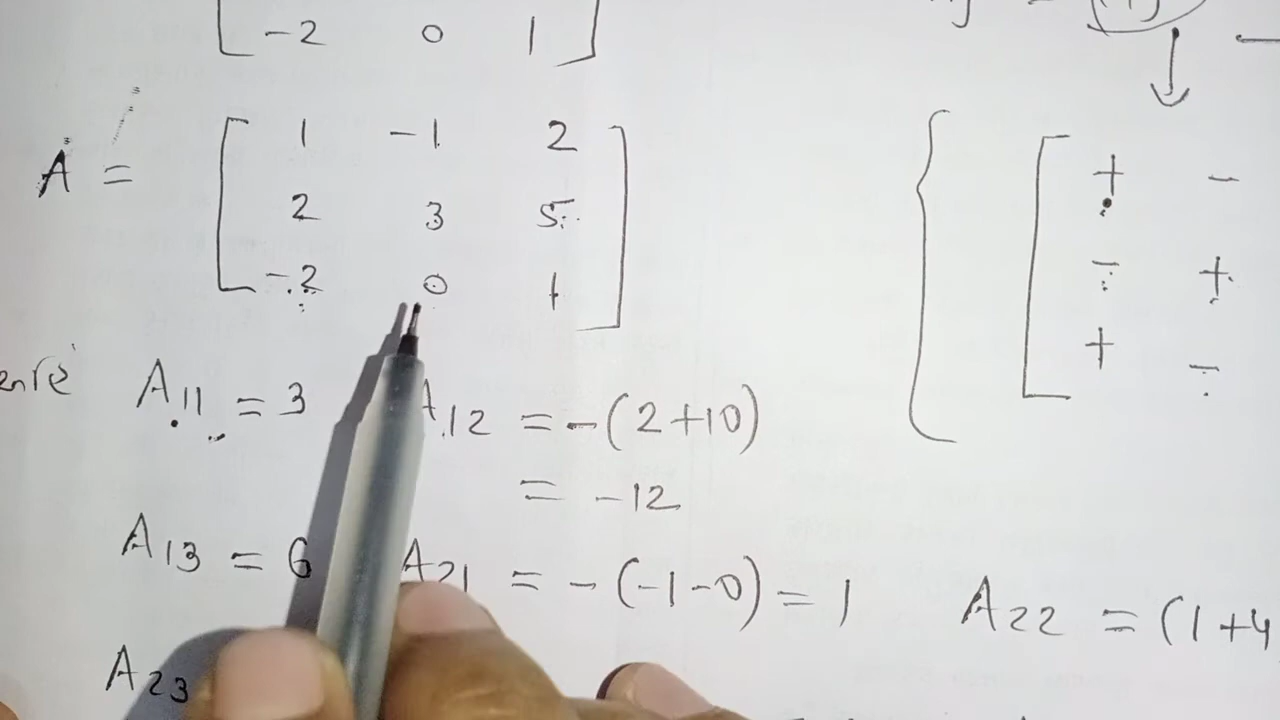 -2 0 1
A = [ 1 -1 2
2 3 5
-2 0 1 ]
+ -
- +
+ -
A11 = 3 A12 = -(2+10)
= -12
A13 = 6 A21 = -(-1-0) = 1 A22 = (1+4
A23